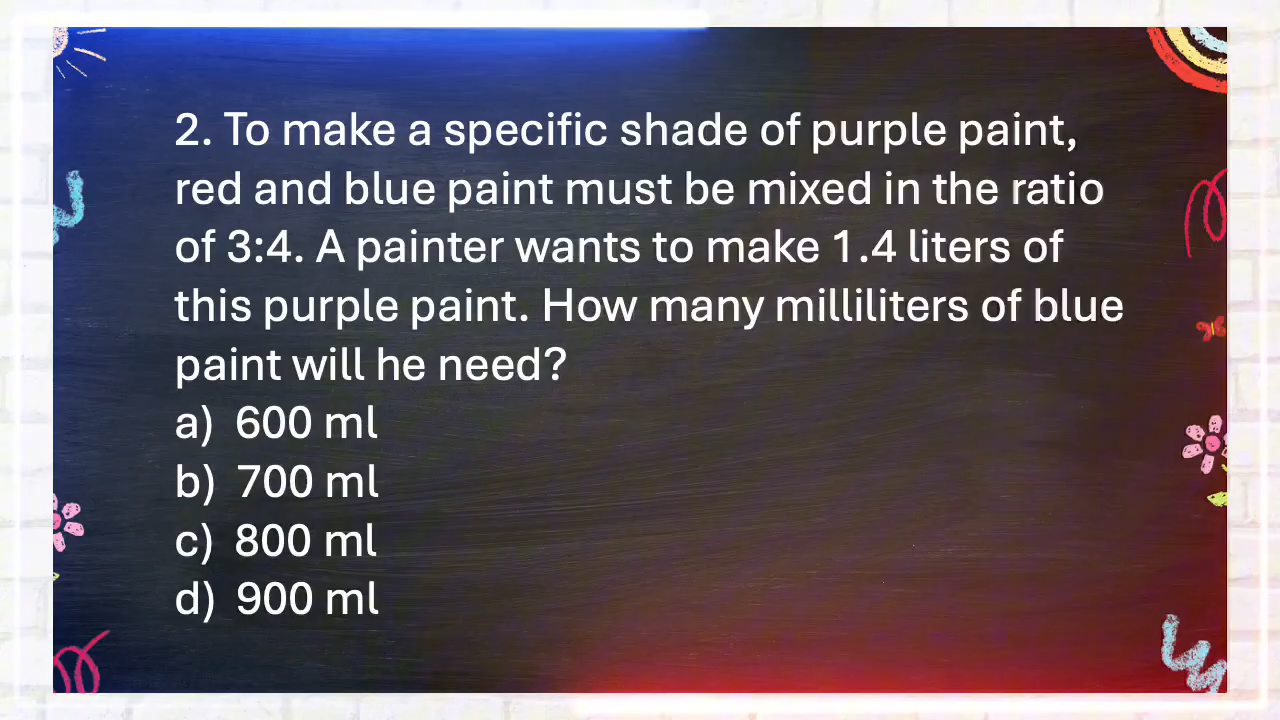 2. To make a specific shade of purple paint,
red and blue paint must be mixed in the ratio
of 3:4. A painter wants to make 1.4 liters of
this purple paint. How many milliliters of blue
paint will he need?
a) 600 ml
b) 700 ml
c) 800 ml
d) 900 ml